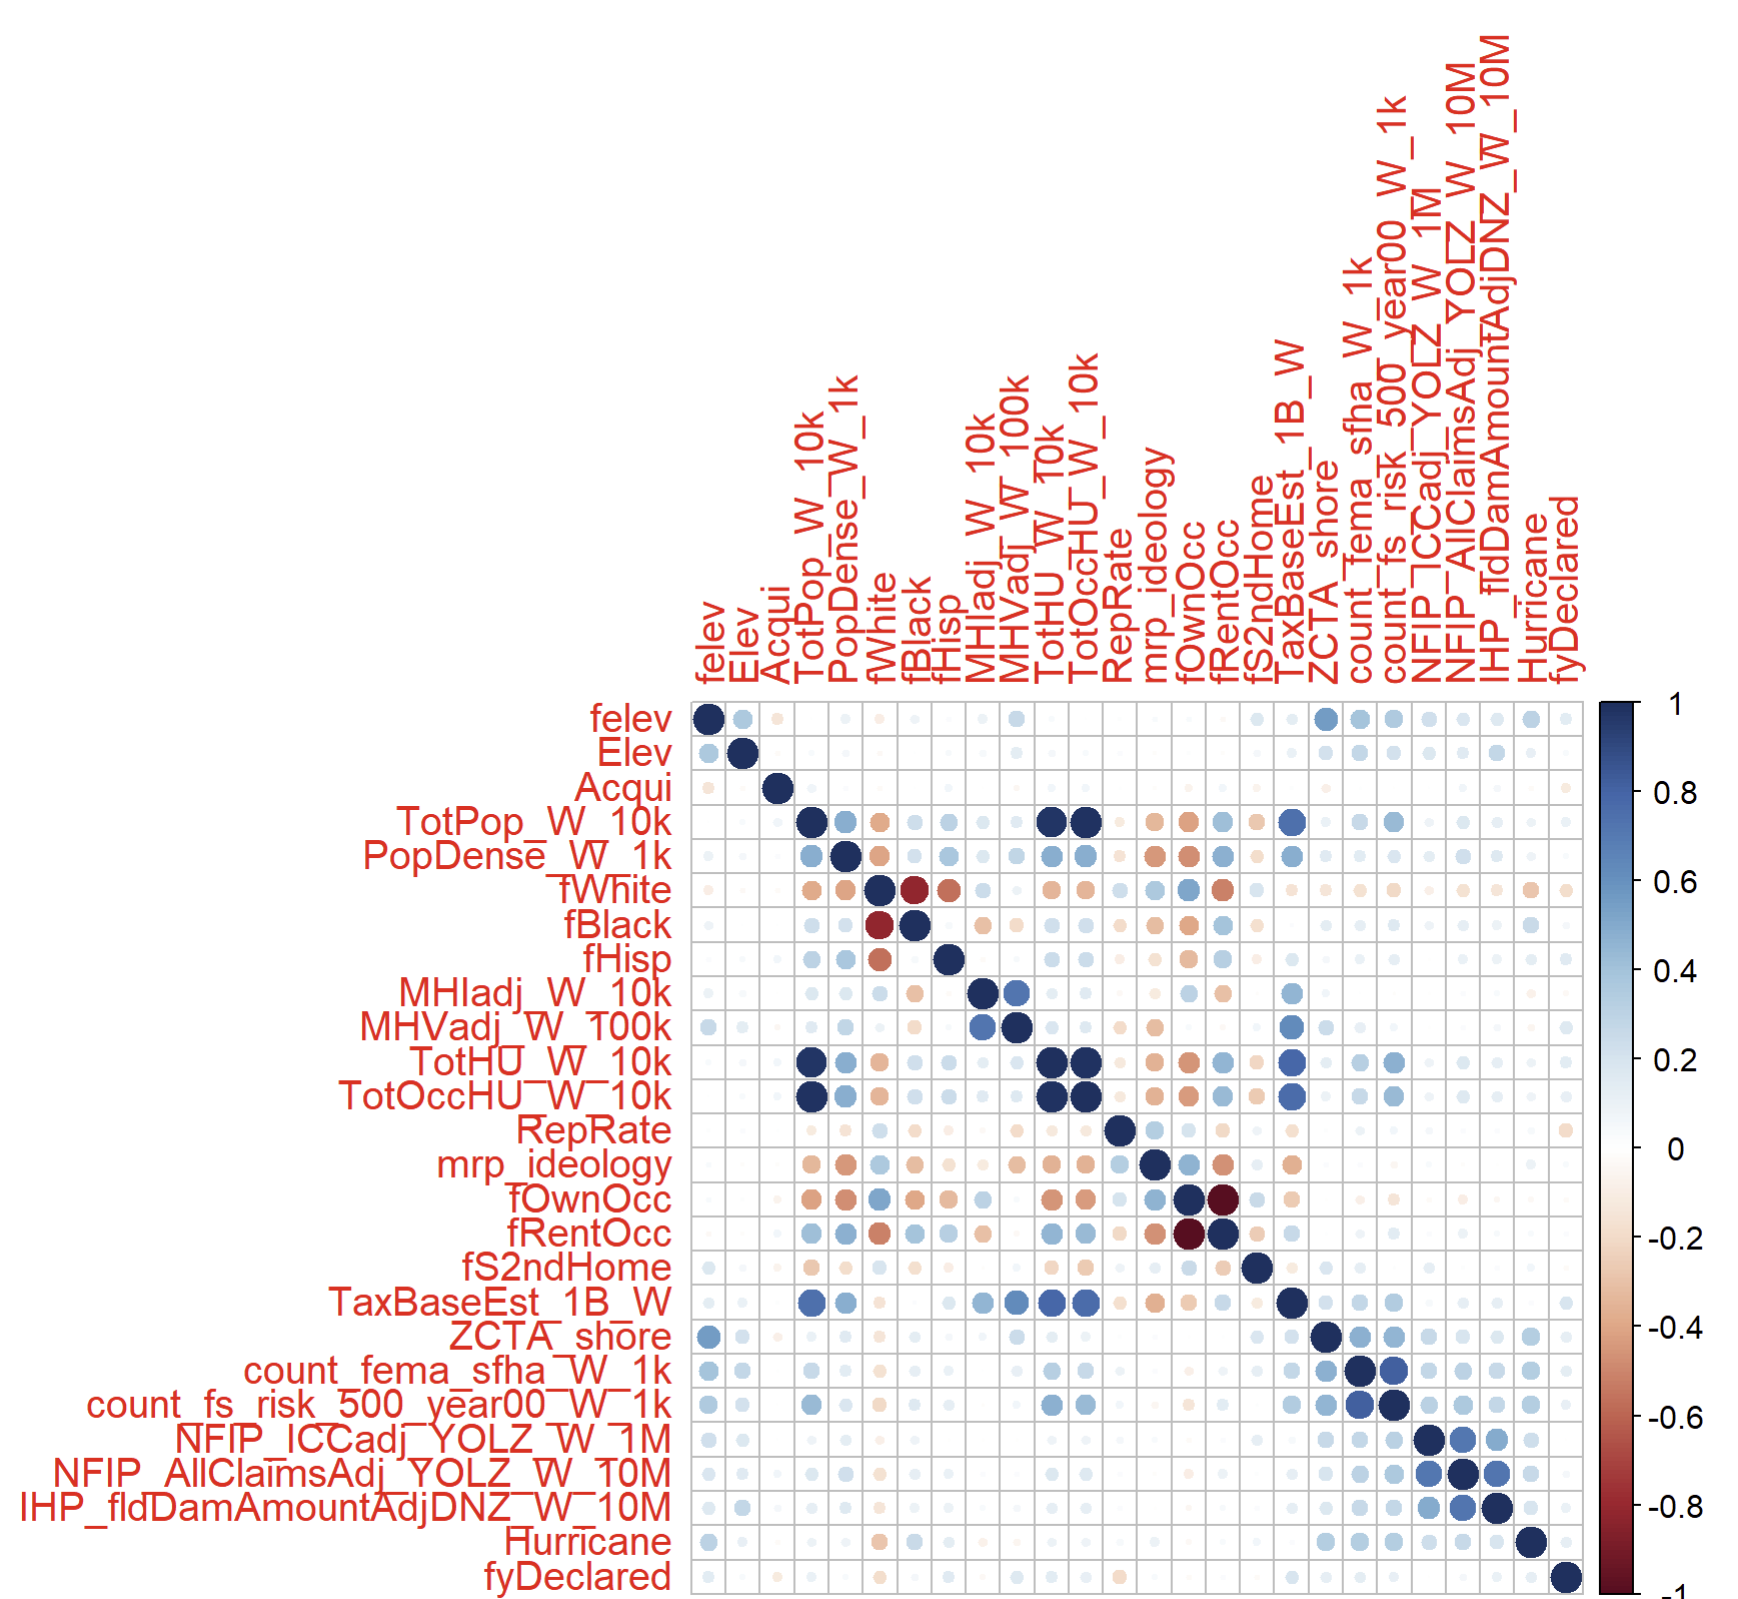 felev
Elev
Acqui
TotPop_W_10k
PopDense_W_1k
fWhite
fBlack
fHisp
MHIadj_W_10k
MHVadj_W_100k
TotHU_W_10k
TotOccHU_W_10k
RepRate
mrp_ideology
fOwnOcc
fRentOcc
fS2ndHome
TaxBaseEst_1B_W
ZCTA_shore
count_fema_sfha_W_1k
count_fs_risk_500_year00_W_1k
NFIP_ICCadj_YOLZ_W_1M
NFIP_AllClaimsAdj_YOLZ_W_10M
IHP_fldDamAmountAdjDNZ_W_10M
Hurricane
fyDeclared
felev
Elev
Acqui
TotPop_W_10k
PopDense_W_1k
fWhite
fBlack
fHisp
MHIadj_W_10k
MHVadj_W_100k
TotHU_W_10k
TotOccHU_W_10k
RepRate
mrp_ideology
fOwnOcc
fRentOcc
fS2ndHome
TaxBaseEst_1B_W
ZCTA_shore
count_fema_sfha_W_1k
count_fs_risk_500_year00_W_1k
NFIP_ICCadj_YOLZ_W_1M
NFIP_AllClaimsAdj_YOLZ_W_10M
IHP_fldDamAmountAdjDNZ_W_10M
Hurricane
fyDeclared
1
0.8
0.6
0.4
0.2
0
-0.2
-0.4
-0.6
-0.8
-1